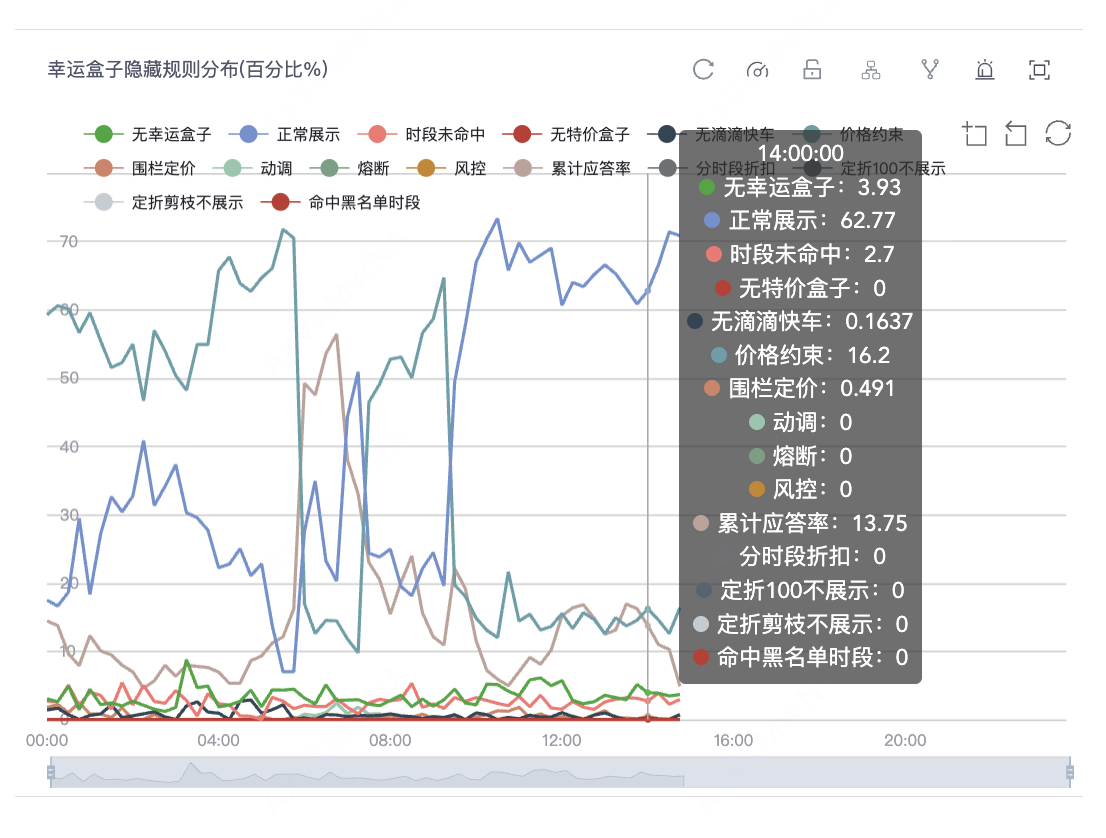 幸运盒子隐藏规则分布(百分比%)
无幸运盒子 正常展示 时段未命中 无特价盒子 无滴滴快车 价格约束
围栏定价 动调 熔断 风控 累计应答率 分时段折扣 定折100不展示
定折剪枝不展示 命中黑名单时段
14:00:00
无幸运盒子：3.93
正常展示：62.77
时段未命中：2.7
无特价盒子：0
无滴滴快车：0.1637
价格约束：16.2
围栏定价：0.491
动调：0
熔断：0
风控：0
累计应答率：13.75
分时段折扣：0
定折100不展示：0
定折剪枝不展示：0
命中黑名单时段：0
70
60
50
40
30
20
10
0
00:00 04:00 08:00 12:00 16:00 20:00